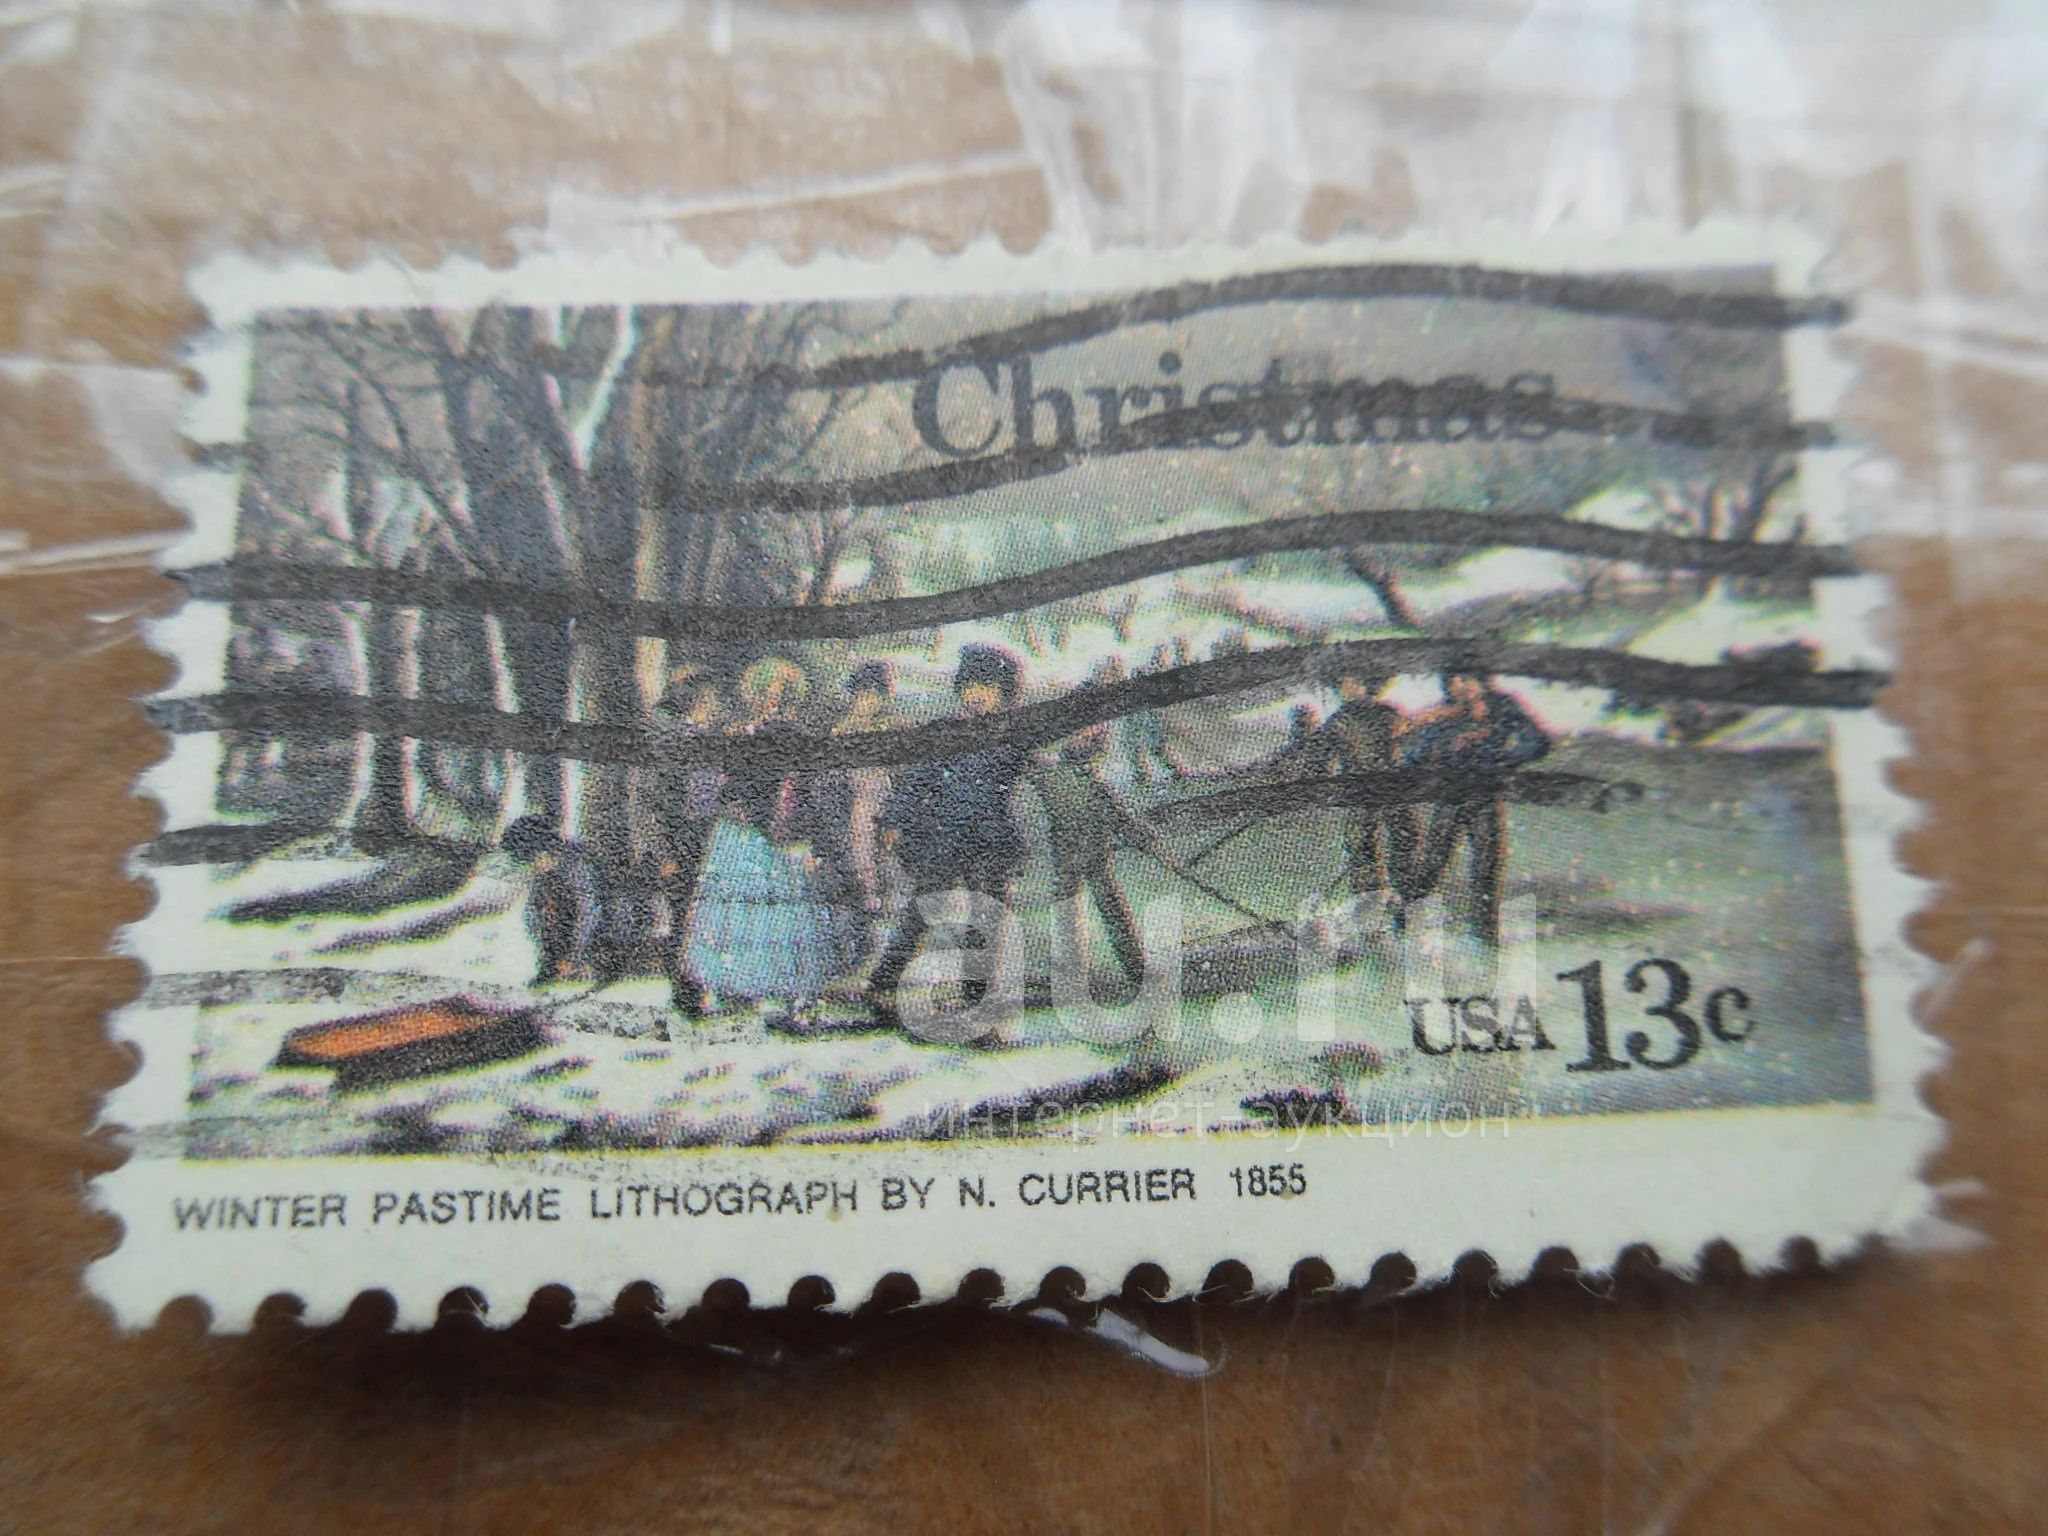 Christmas
au.ru
интернет-аукцион
USA 13c
WINTER PASTIME LITHOGRAPH BY N. CURRIER 1855